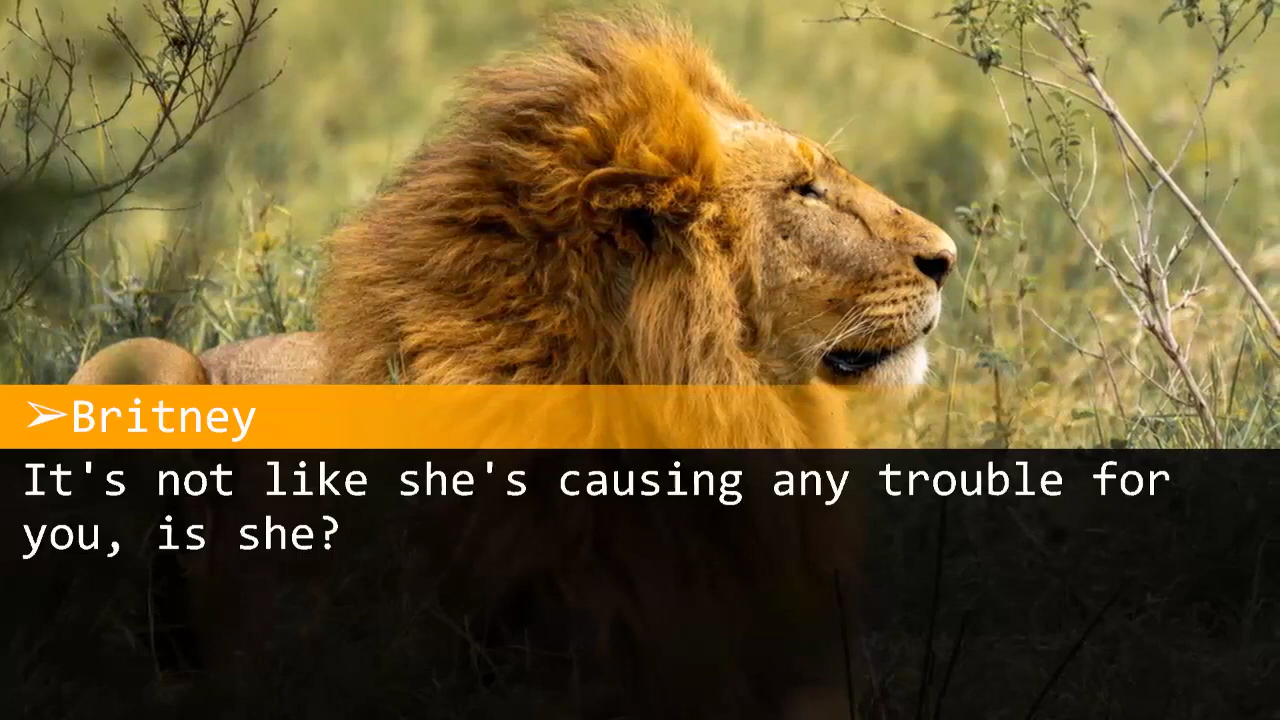 ➢Britney
It's not like she's causing any trouble for
you, is she?